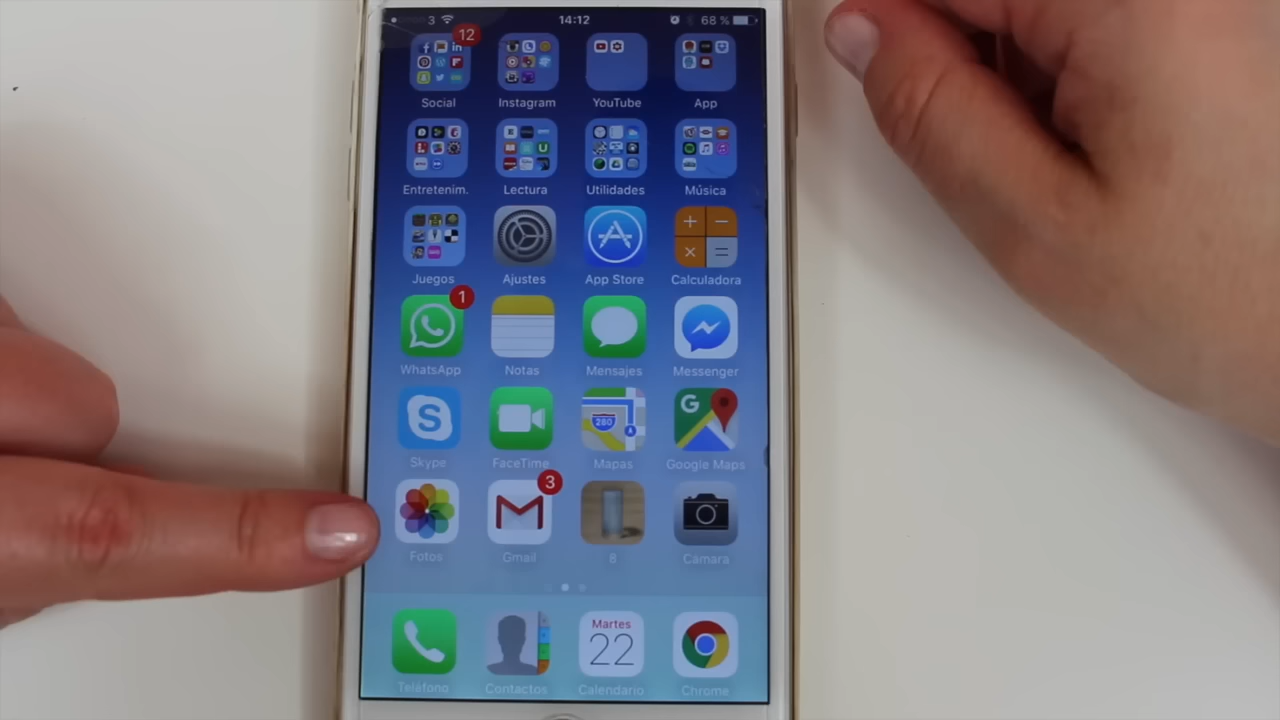 3 14:12 68 %
12
Social Instagram YouTube App
Entretenim. Lectura Utilidades Música
Juegos Ajustes App Store Calculadora
1
WhatsApp Notas Mensajes Messenger
280 G
Skype FaceTime Mapas Google Maps
3
Fotos Gmail 8 Cámara
Martes
22
Teléfono Contactos Calendario Chrome